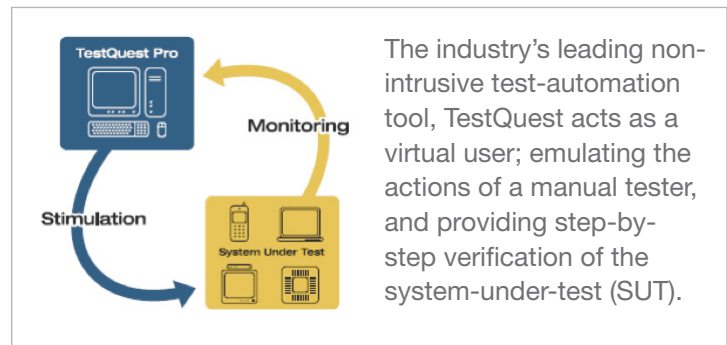 TestQuest Pro
Monitoring
Stimulation
System Under Test
The industry’s leading non-
intrusive test-automation
tool, TestQuest acts as a
virtual user; emulating the
actions of a manual tester,
and providing step-by-
step verification of the
system-under-test (SUT).